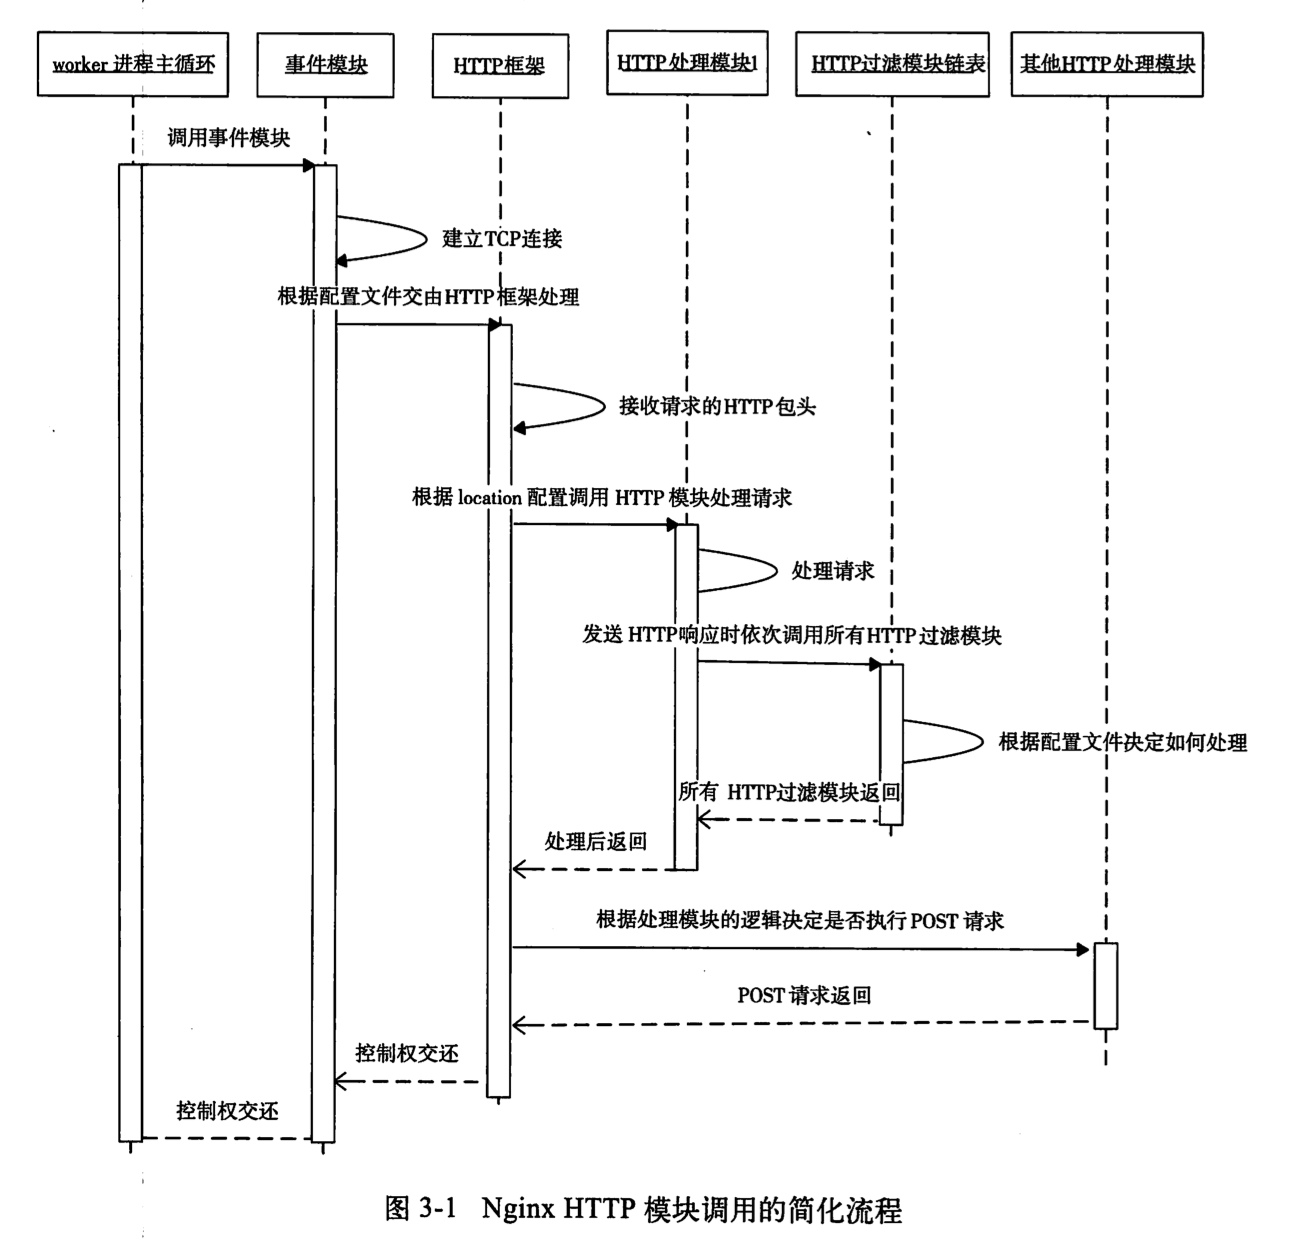 worker 进程主循环
事件模块
HTTP框架
HTTP处理模块1
HTTP过滤模块链表
其他HTTP处理模块
调用事件模块
建立TCP连接
根据配置文件交由HTTP框架处理
接收请求的HTTP包头
根据 location 配置调用 HTTP 模块处理请求
处理请求
发送 HTTP响应时依次调用所有HTTP过滤模块
根据配置文件决定如何处理
所有 HTTP过滤模块返回
处理后返回
根据处理模块的逻辑决定是否执行POST 请求
POST请求返回
控制权交还
控制权交还
图 3-1 Nginx HTTP 模块调用的简化流程